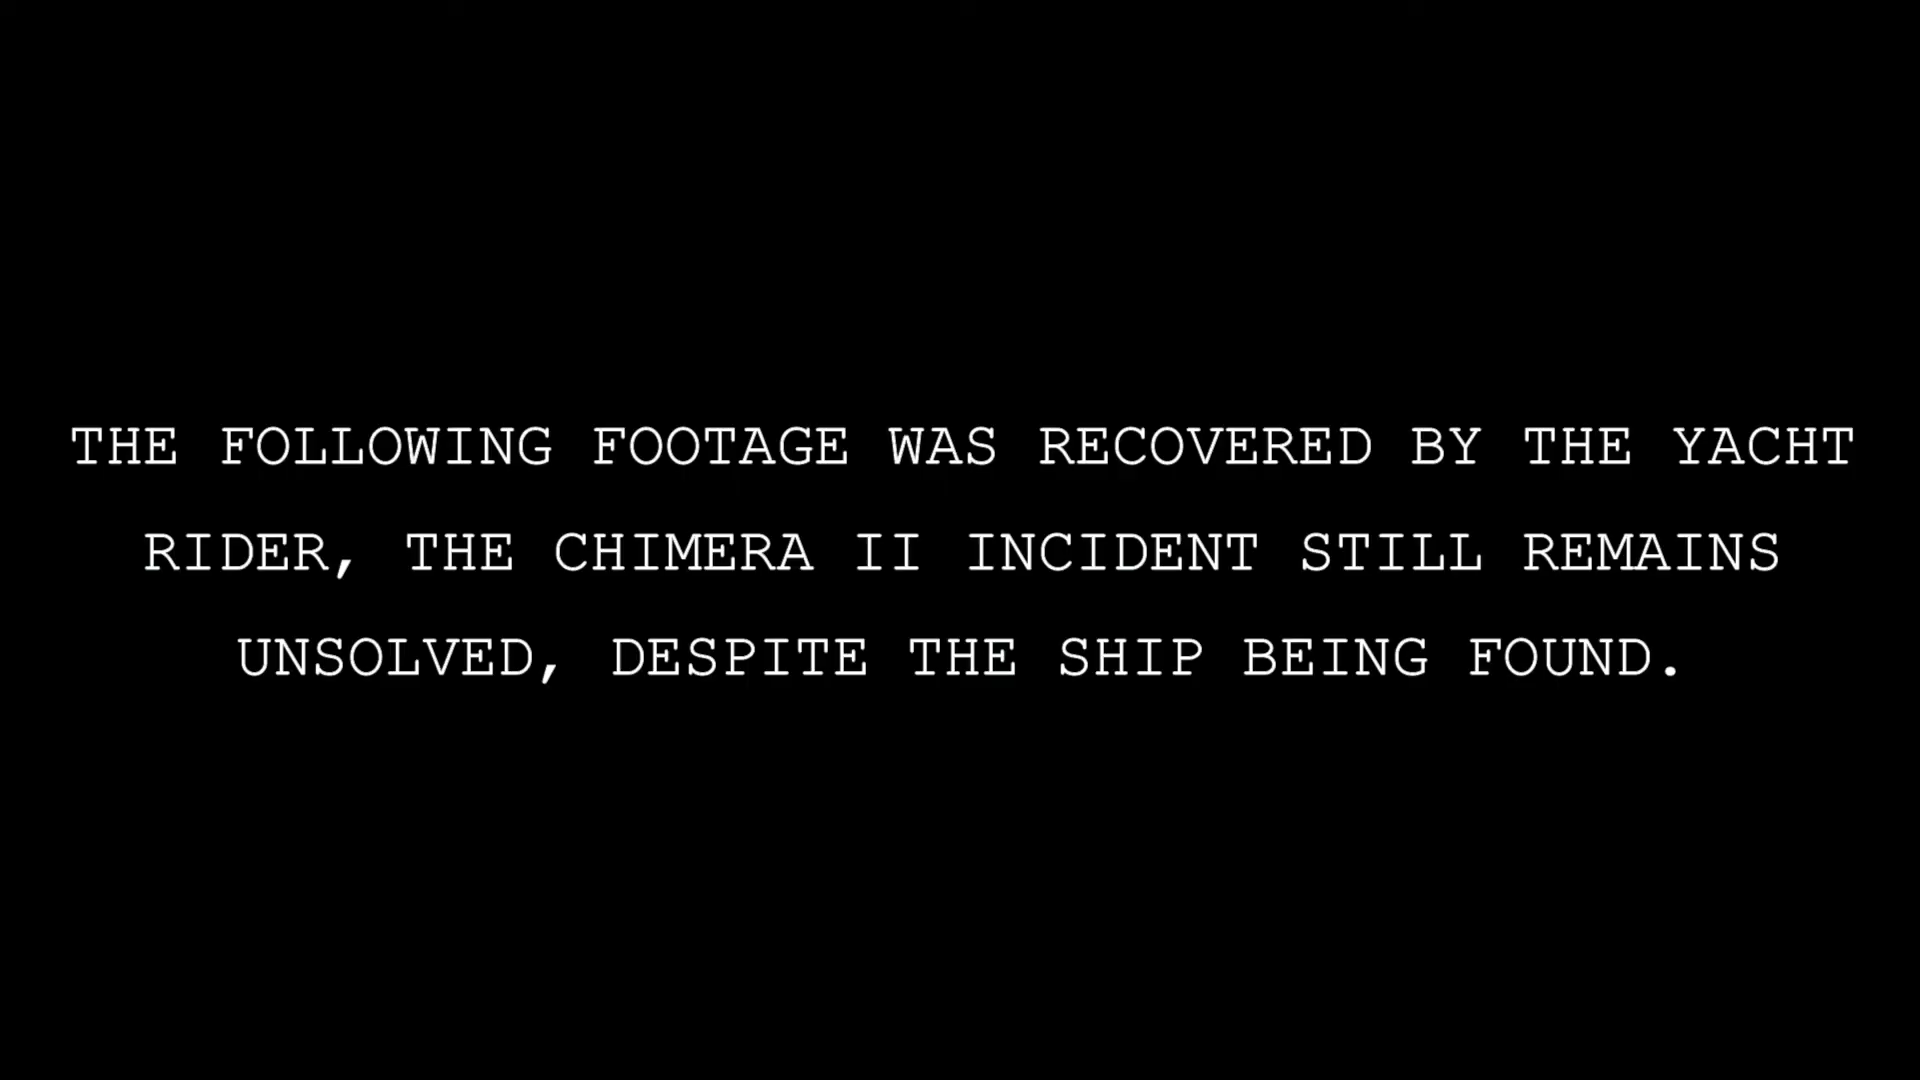 THE FOLLOWING FOOTAGE WAS RECOVERED BY THE YACHT
RIDER, THE CHIMERA II INCIDENT STILL REMAINS
UNSOLVED, DESPITE THE SHIP BEING FOUND.